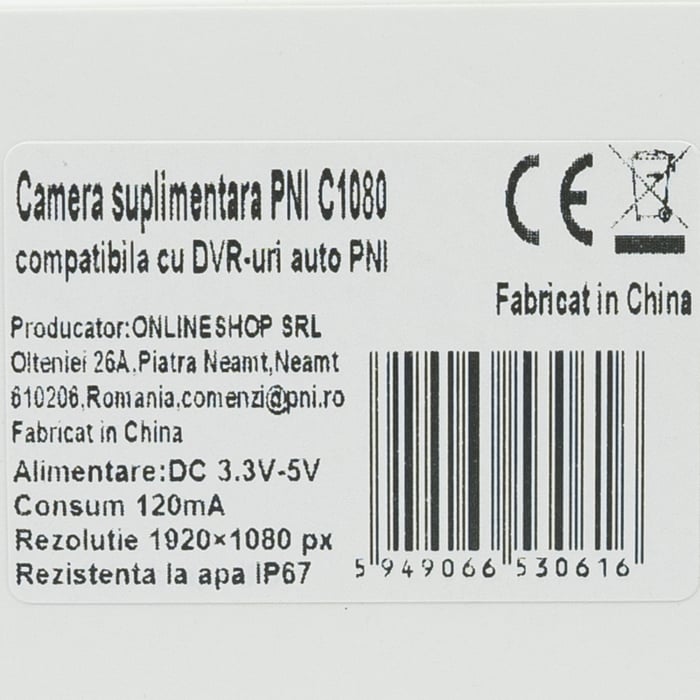 Camera suplimentara PNI C1080
compatibila cu DVR-uri auto PNI
CE
Fabricat in China
Producator:ONLINESHOP SRL
Olteniei 26A,Piatra Neamt,Neamt
610206,Romania,comenzi@pni.ro
Fabricat in China
Alimentare:DC 3.3V-5V
Consum 120mA
Rezolutie 1920×1080 px
Rezistenta la apa IP67
5 949066 530616